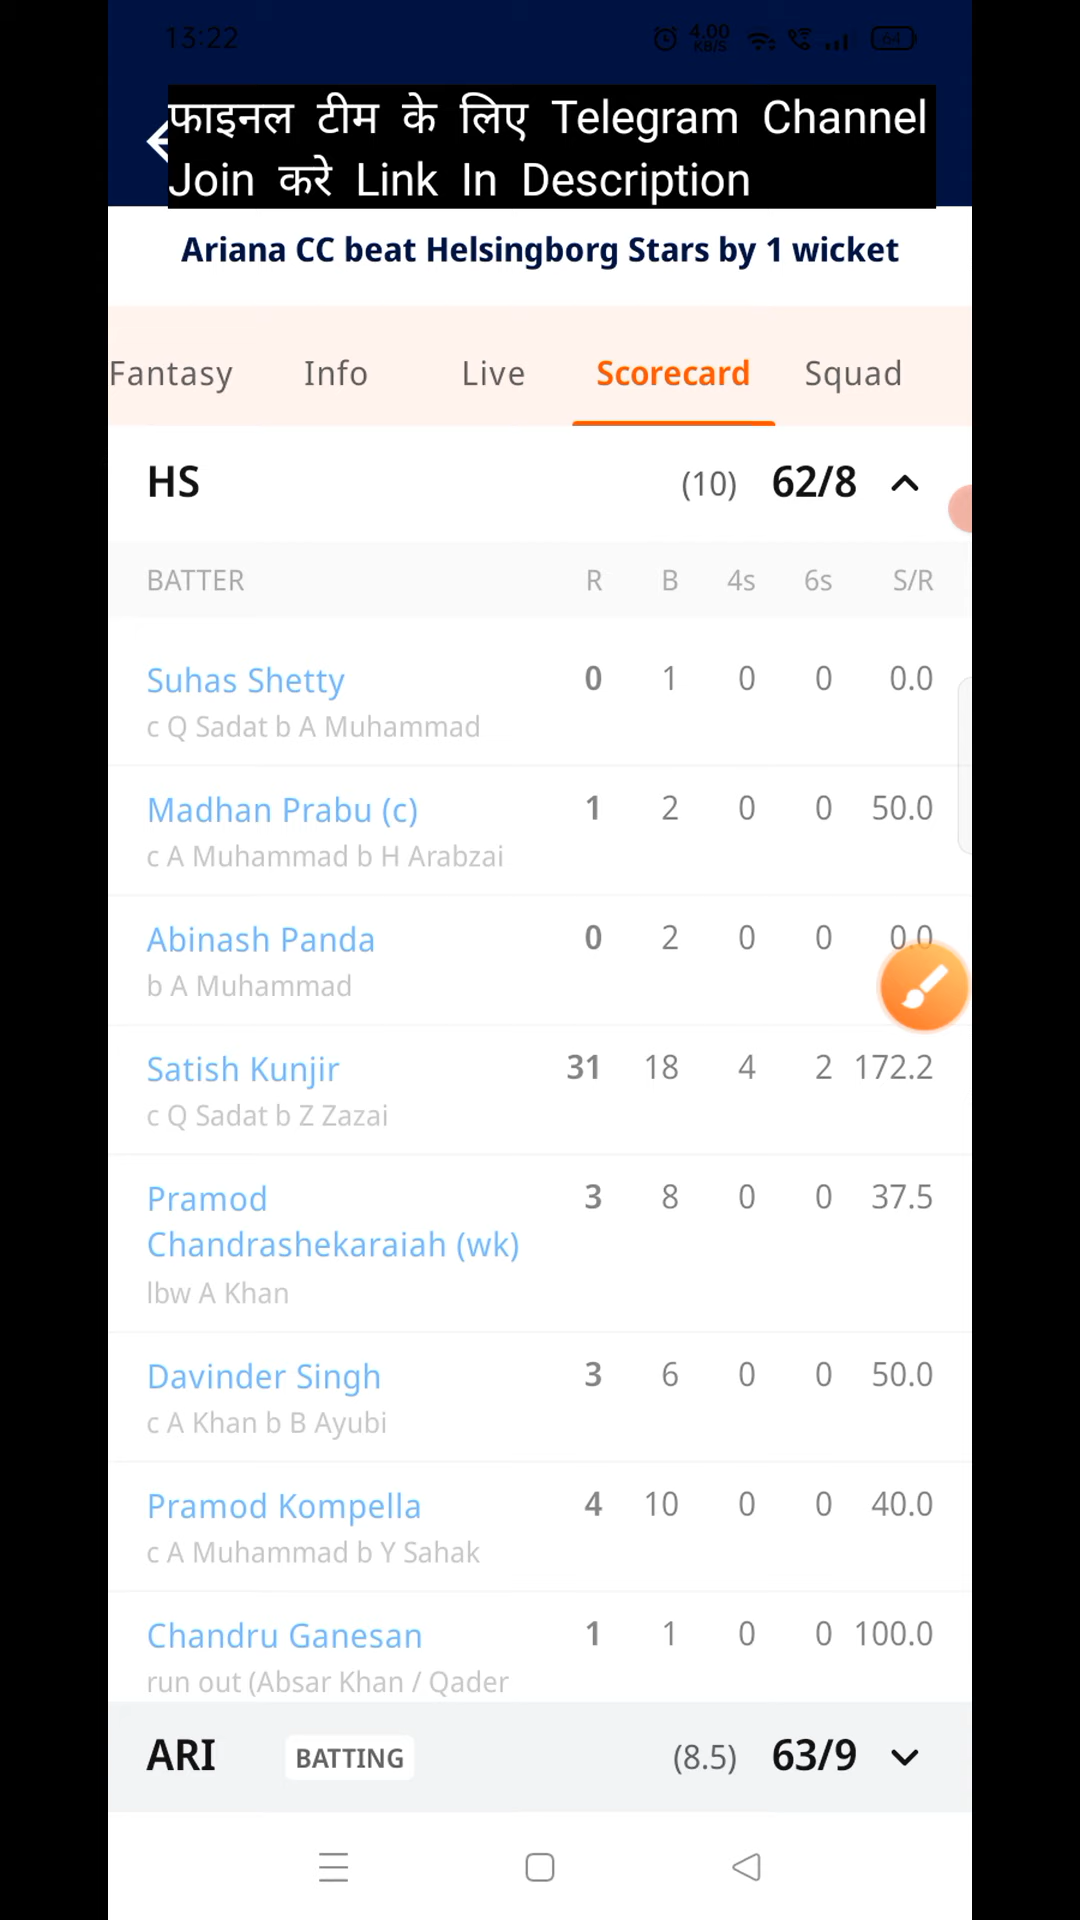 13:22
4.00
KB/S
64
फाइनल टीम के लिए Telegram Channel
Join करे Link In Description
Ariana CC beat Helsingborg Stars by 1 wicket
Fantasy Info Live Scorecard Squad
HS (10) 62/8
BATTER R B 4s 6s S/R
Suhas Shetty 0 1 0 0 0.0
c Q Sadat b A Muhammad
Madhan Prabu (c) 1 2 0 0 50.0
c A Muhammad b H Arabzai
Abinash Panda 0 2 0 0 0.0
b A Muhammad
Satish Kunjir 31 18 4 2 172.2
c Q Sadat b Z Zazai
Pramod 3 8 0 0 37.5
Chandrashekaraiah (wk)
lbw A Khan
Davinder Singh 3 6 0 0 50.0
c A Khan b B Ayubi
Pramod Kompella 4 10 0 0 40.0
c A Muhammad b Y Sahak
Chandru Ganesan 1 1 0 0 100.0
run out (Absar Khan / Qader
ARI BATTING (8.5) 63/9